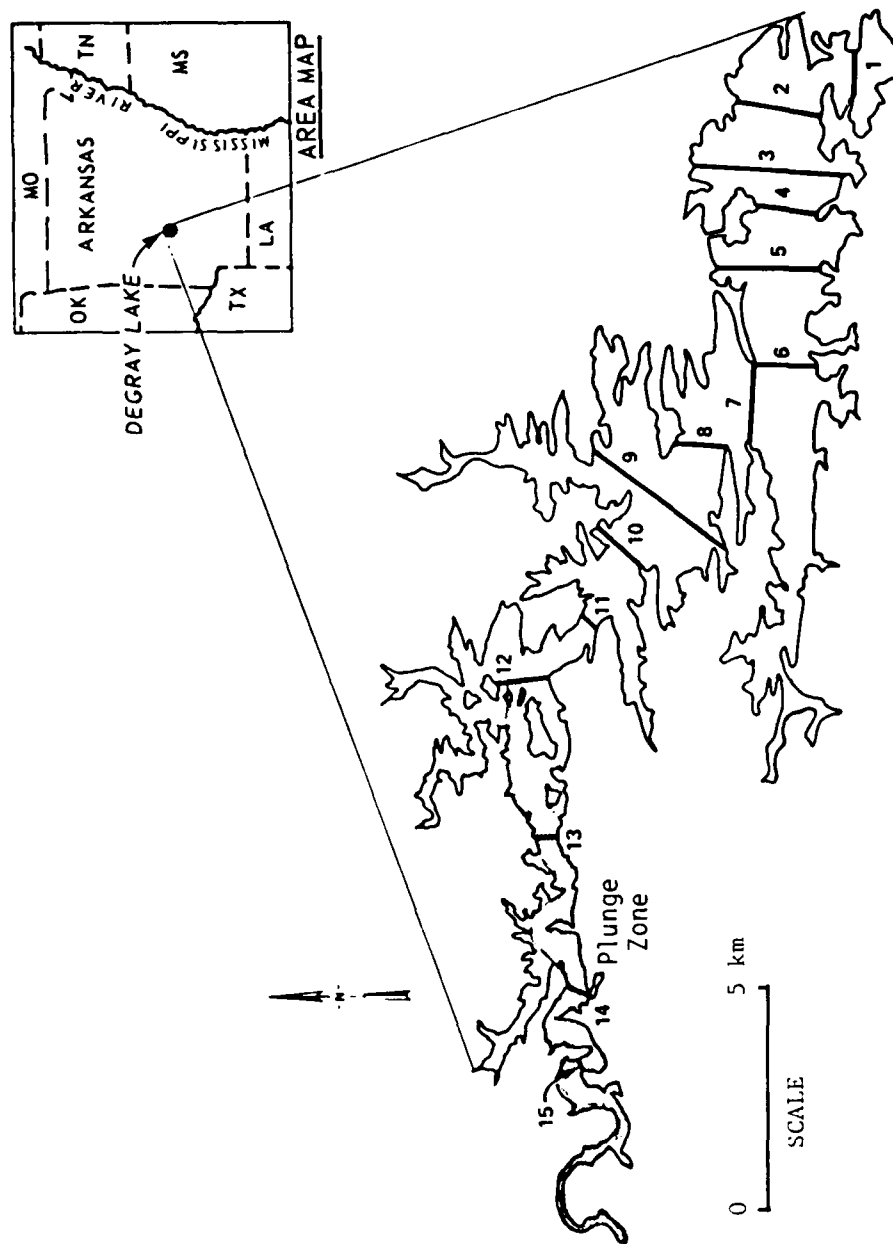 MO
TN
OK
ARKANSAS
MISSISSIPPI RIVER
MS
DEGRAY LAKE
TX
LA
AREA MAP
N
15
14
Plunge
Zone
13
12
11
10
9
8
7
6
5
4
3
2
1
0
5 km
SCALE